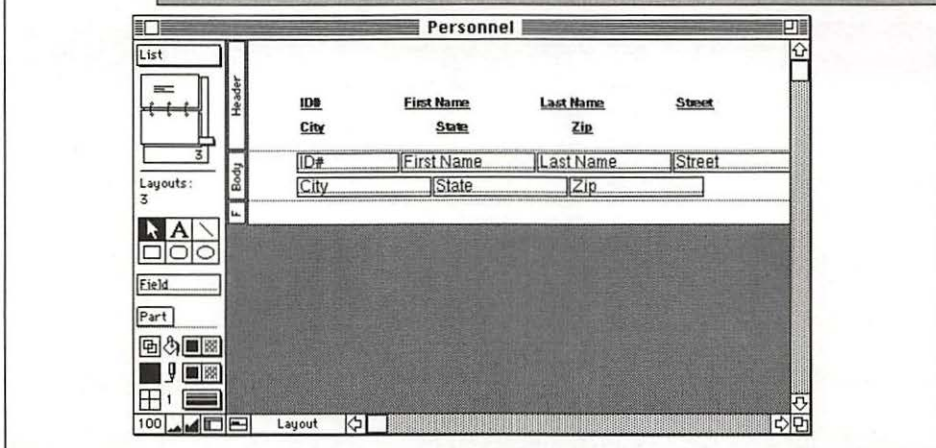 Personnel
List
3
Layouts:
3
A
Field
Part
1
100
Layout
Header
Body
F
ID# First Name Last Name Street
City State Zip
ID# First Name Last Name Street
City State Zip